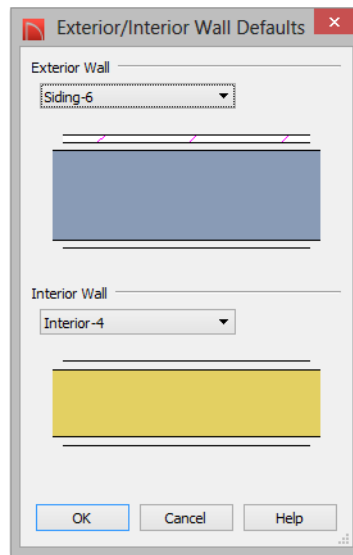 Exterior/Interior Wall Defaults
Exterior Wall
Siding-6
Interior Wall
Interior-4
OK Cancel Help